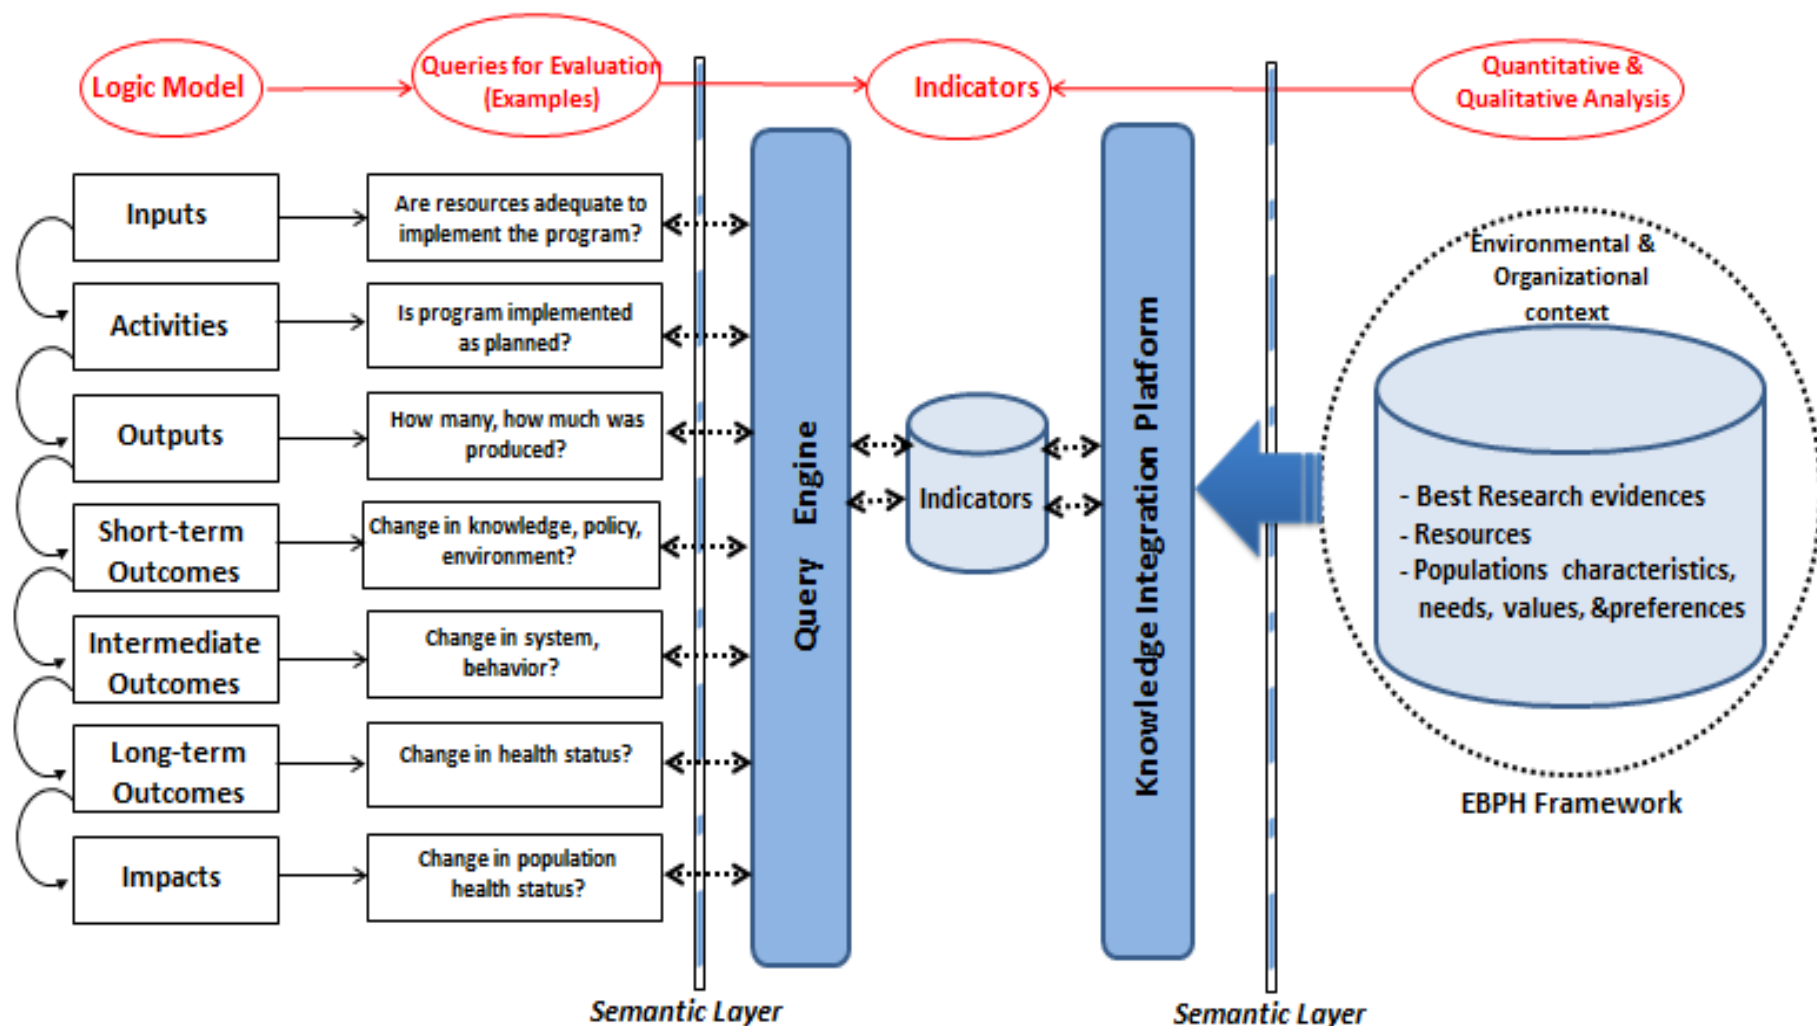 Logic Model
Queries for Evaluation
(Examples)
Indicators
Quantitative &
Qualitative Analysis
Inputs
Are resources adequate to
implement the program?
Activities
Is program implemented
as planned?
Outputs
How many, how much was
produced?
Short-term
Outcomes
Change in knowledge, policy,
environment?
Intermediate
Outcomes
Change in system,
behavior?
Long-term
Outcomes
Change in health status?
Impacts
Change in population
health status?
Semantic Layer
Query Engine
Indicators
Knowledge Integration Platform
Semantic Layer
Environmental &
Organizational
context
- Best Research evidences
- Resources
- Populations characteristics,
needs, values, &preferences
EBPH Framework